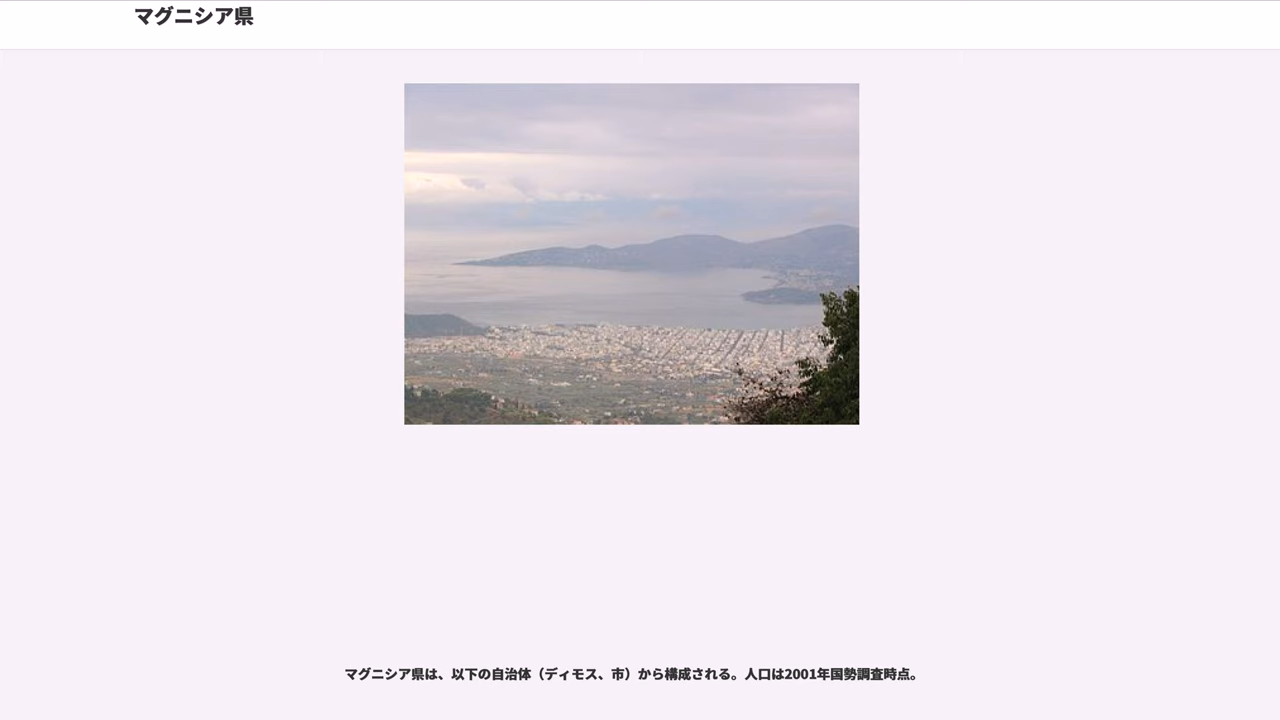 マグニシア県
マグニシア県は、以下の自治体（ディモス、市）から構成される。人口は2001年国勢調査時点。